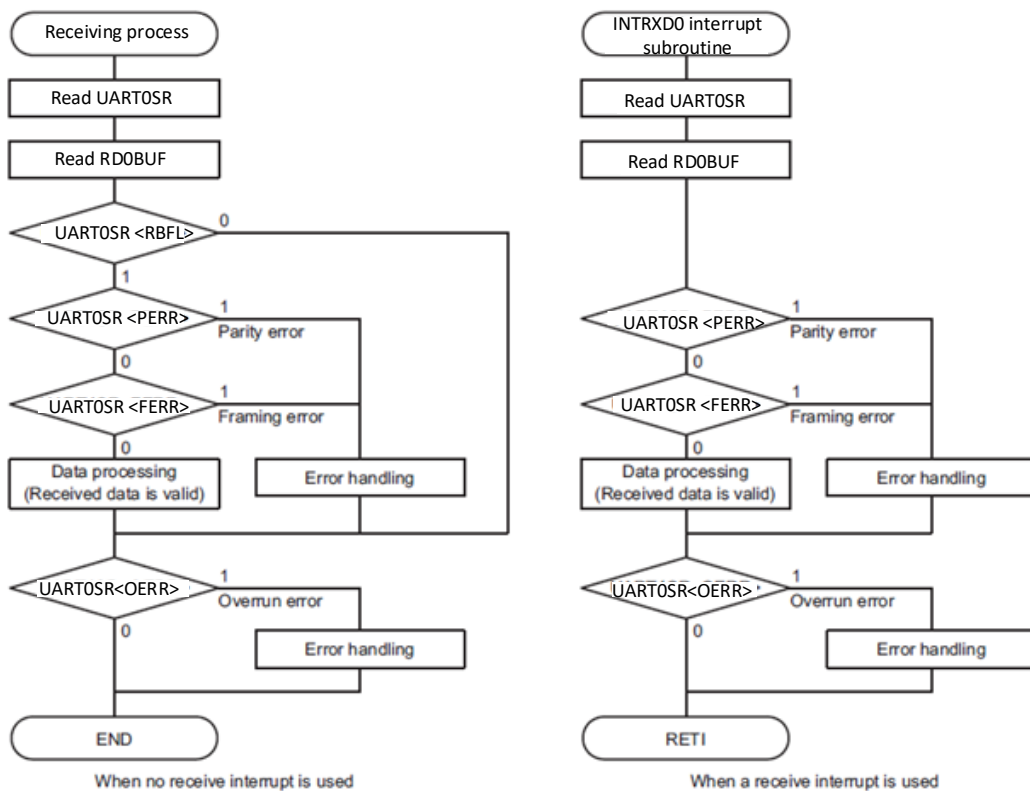 Receiving process
Read UART0SR
Read RD0BUF
UART0SR <RBFL>
0
1
UART0SR <PERR>
1
Parity error
0
UART0SR <FERR>
1
Framing error
0
Data processing
(Received data is valid)
Error handling
UART0SR<OERR>
1
Overrun error
0
Error handling
END
When no receive interrupt is used
INTRXD0 interrupt
subroutine
Read UART0SR
Read RD0BUF
UART0SR <PERR>
1
Parity error
0
UART0SR <FERR>
1
Framing error
0
Data processing
(Received data is valid)
Error handling
UART0SR<OERR>
1
Overrun error
0
Error handling
RETI
When a receive interrupt is used